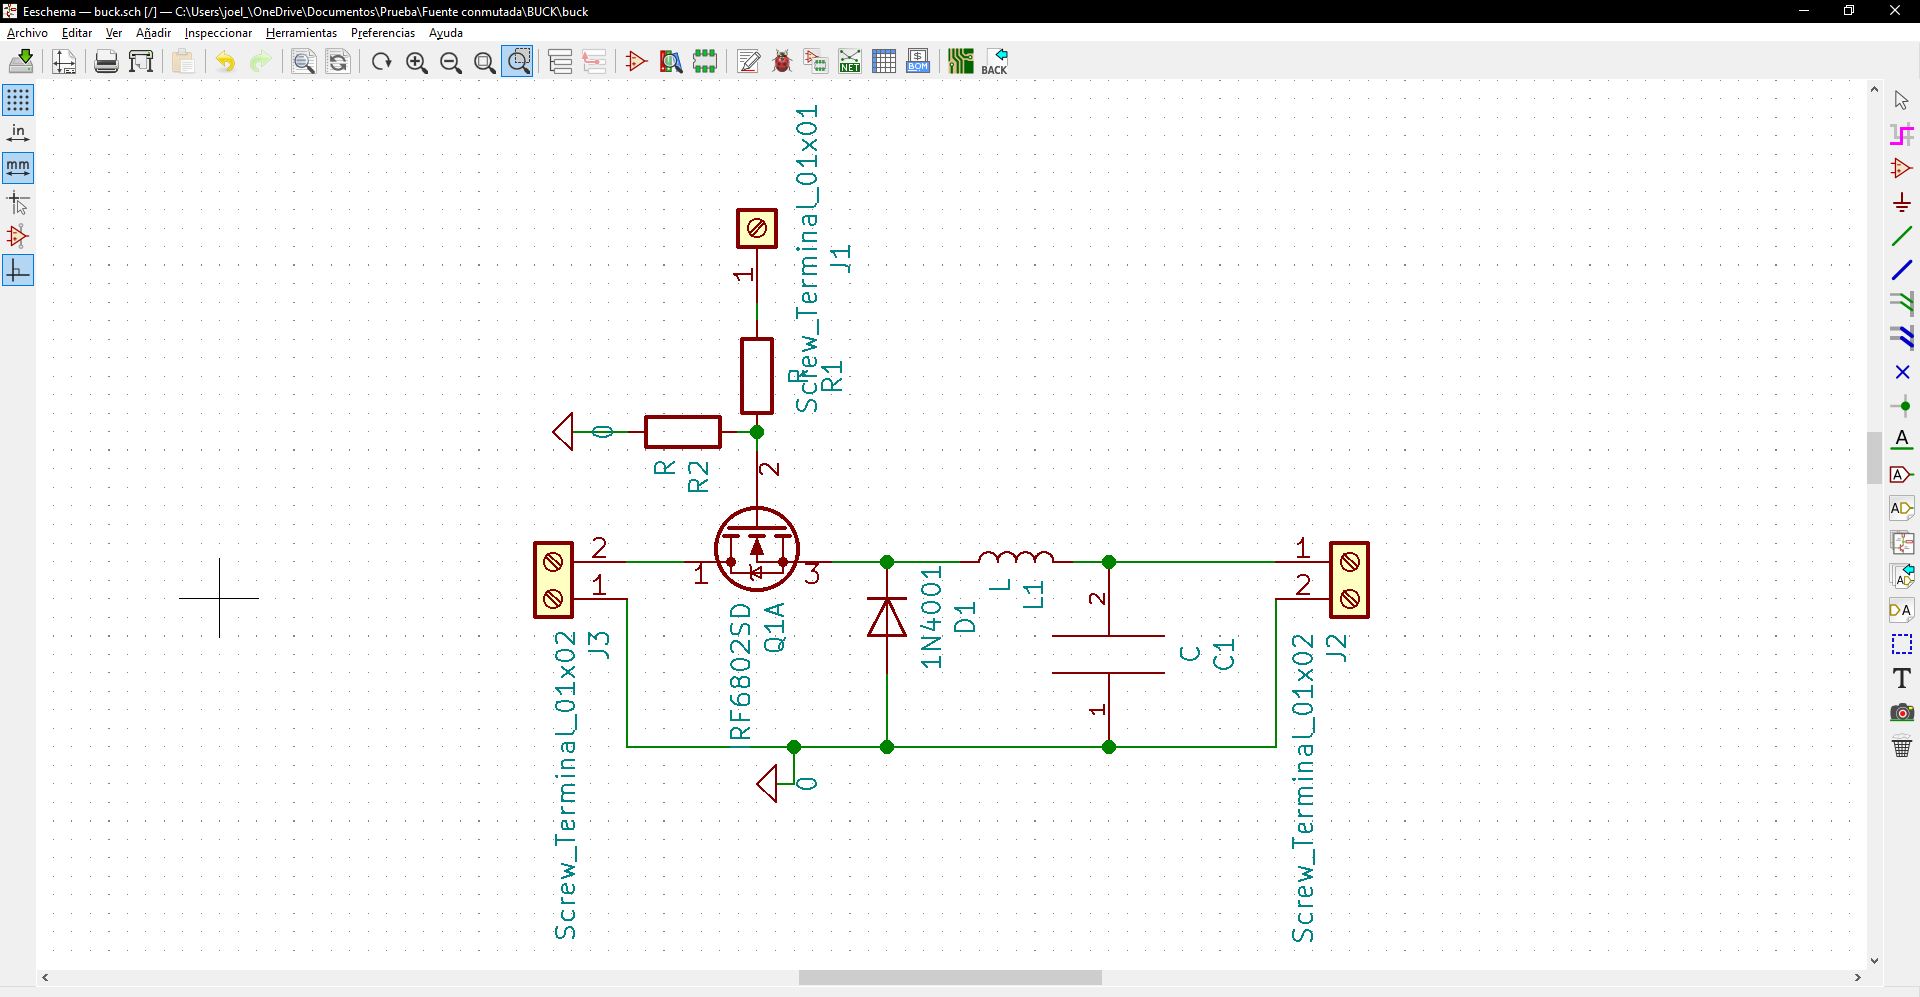 Eeschema — buck.sch [/] — C:\Users\joel_\OneDrive\Documentos\Prueba\Fuente conmutada\BUCK\buck
Archivo Editar Ver Añadir Inspeccionar Herramientas Preferencias Ayuda
NET
BOM
BACK
in
mm
Screw_Terminal_01x01
J1
1
R
R1
0
R
R2
2
2
1
1
3
Screw_Terminal_01x02
J3
RF6802SD
Q1A
1N4001
D1
L
L1
2
1
C
C1
1
2
Screw_Terminal_01x02
J2
0
A
A
A
A
A
T